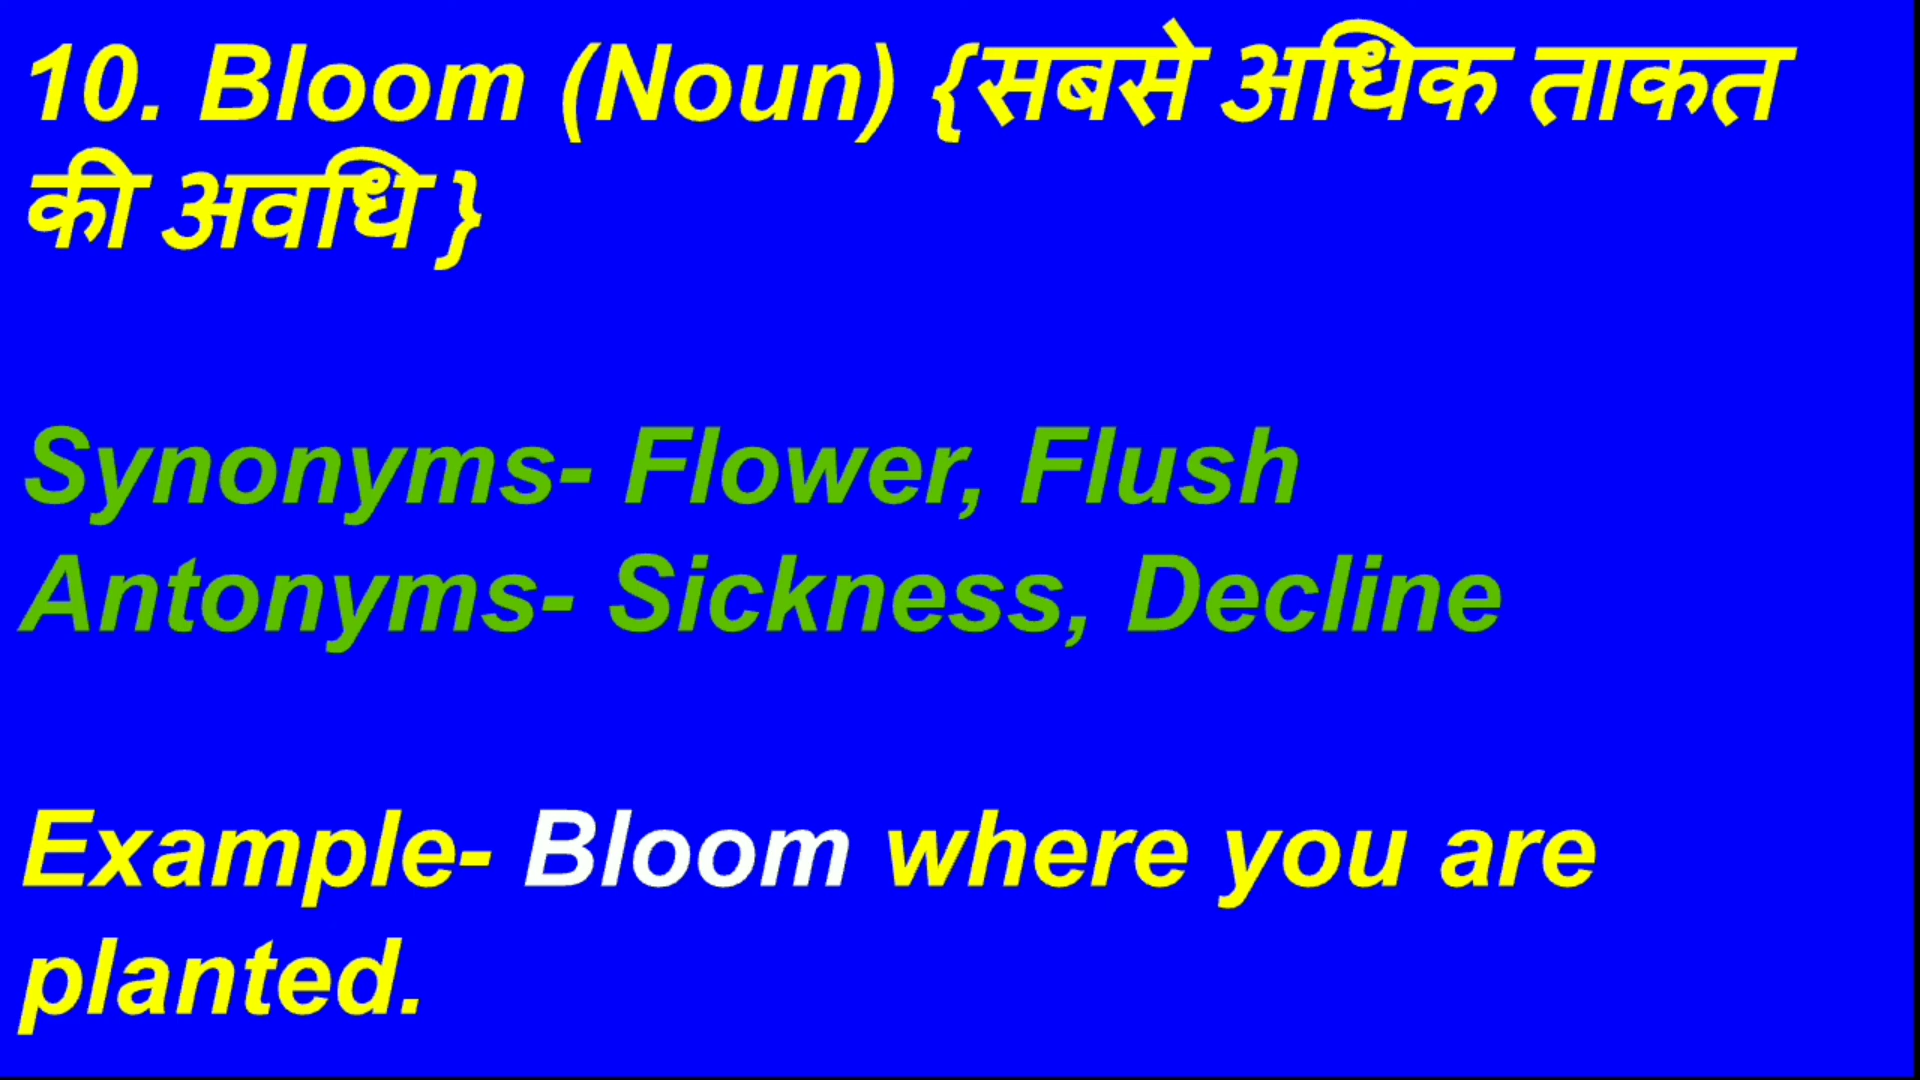 10. Bloom (Noun) {सबसे अधिक ताकत
की अवधि }
Synonyms- Flower, Flush
Antonyms- Sickness, Decline
Example- Bloom where you are
planted.